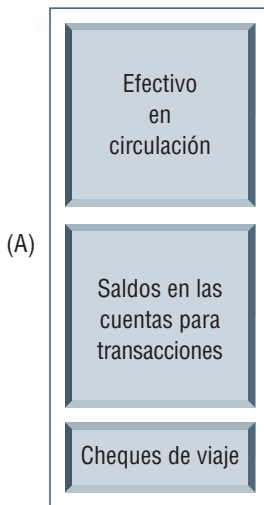 Efectivo
en
circulación
(A)
Saldos en las
cuentas para
transacciones
Cheques de viaje